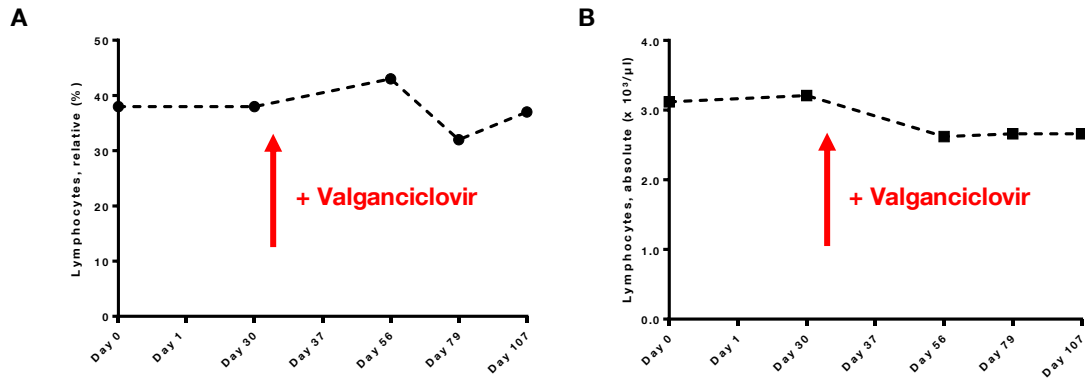 A
Lymphocytes, relative (%)
50
40
30
20
10
0
+ Valganciclovir
Day 0
Day 1
Day 30
Day 37
Day 56
Day 79
Day 107
B
Lymphocytes, absolute (x 10³/µl)
4.0
3.0
2.0
1.0
0.0
+ Valganciclovir
Day 0
Day 1
Day 30
Day 37
Day 56
Day 79
Day 107